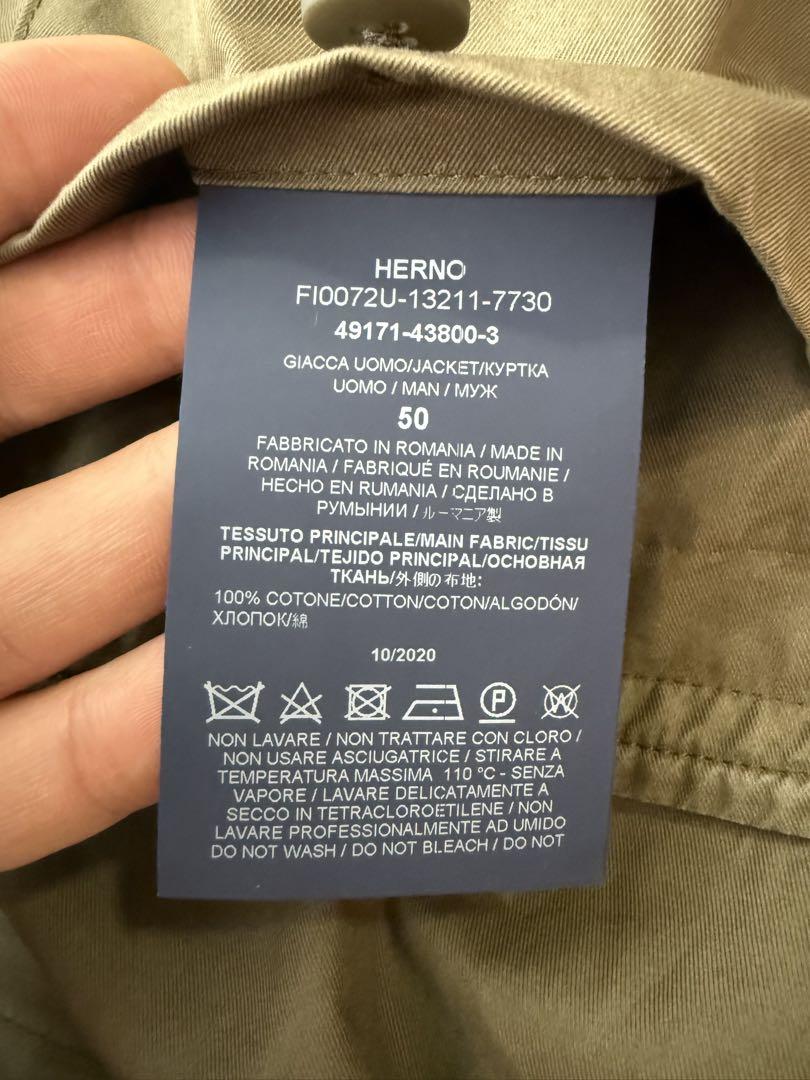 HERNO
FI0072U-13211-7730
49171-43800-3
GIACCA UOMO/JACKET/КУРТКА
UOMO / MAN / МУЖ
50
FABBRICATO IN ROMANIA / MADE IN
ROMANIA / FABRIQUÉ EN ROUMANIE /
HECHO EN RUMANIA / СДЕЛАНО В
РУМЫНИИ / ルーマニア製
TESSUTO PRINCIPALE/MAIN FABRIC/TISSU
PRINCIPAL/TEJIDO PRINCIPAL/ОСНОВНАЯ
ТКАНЬ/外側の布地:
100% COTONE/COTTON/COTON/ALGODÓN/
ХЛОПОК/綿
10/2020
P W
NON LAVARE / NON TRATTARE CON CLORO /
NON USARE ASCIUGATRICE / STIRARE A
TEMPERATURA MASSIMA 110 °C - SENZA
VAPORE / LAVARE DELICATAMENTE A
SECCO IN TETRACLOROETILENE / NON
LAVARE PROFESSIONALMENTE AD UMIDO
DO NOT WASH / DO NOT BLEACH / DO NOT